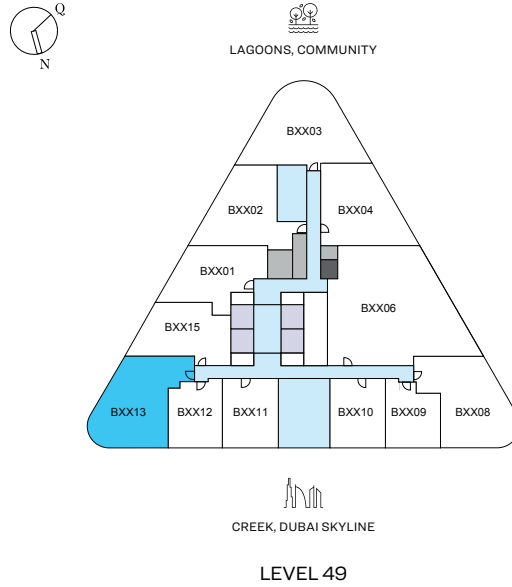 Q
N
LAGOONS, COMMUNITY
BXX03
BXX02
BXX04
BXX01
BXX06
BXX15
BXX13
BXX12
BXX11
BXX10
BXX09
BXX08
CREEK, DUBAI SKYLINE
LEVEL 49